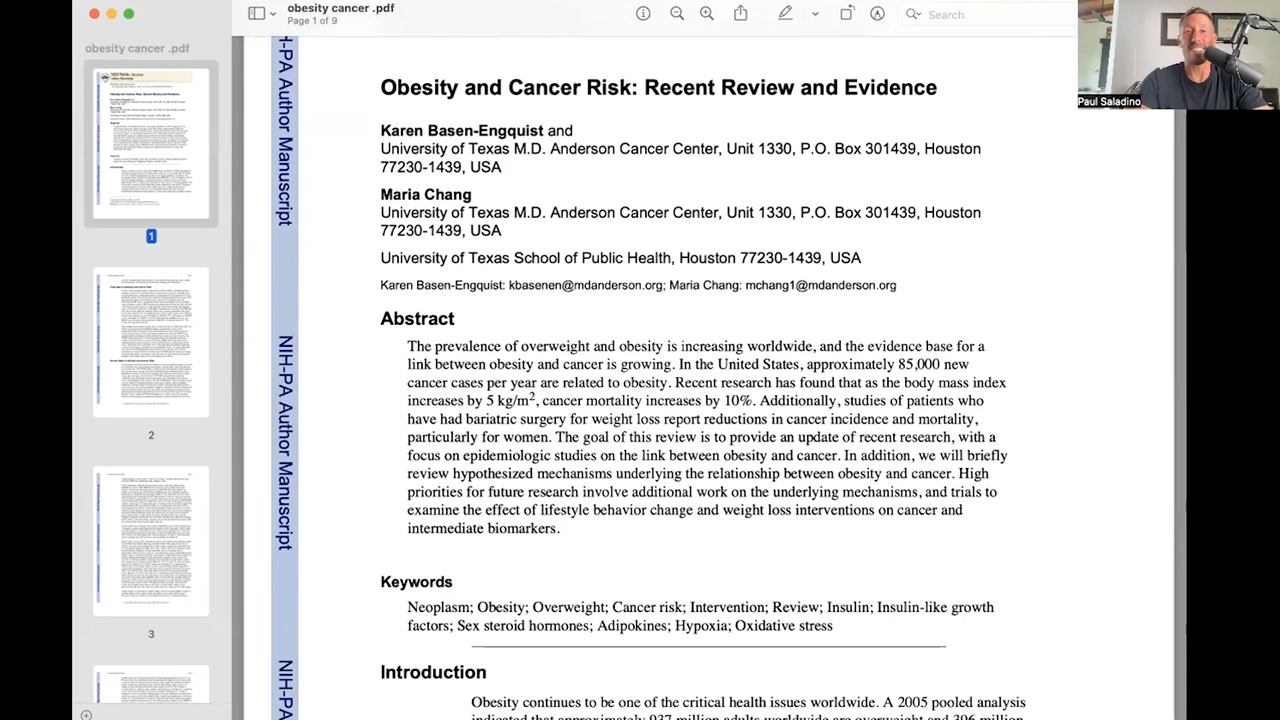 obesity cancer .pdf
Page 1 of 9
Search
obesity cancer .pdf
1
2
3
Paul Saladino
H-PA Author Manuscript
NIH-PA Author Manuscript
NIH-PA
Obesity and Cancer Risk: Recent Review and Evidence
Karen Basen-Engquist and
University of Texas M.D. Anderson Cancer Center, Unit 1330, P.O. Box 301439, Houston
77230-1439, USA
Maria Chang
University of Texas M.D. Anderson Cancer Center, Unit 1330, P.O. Box 301439, Houston
77230-1439, USA
University of Texas School of Public Health, Houston 77230-1439, USA
Karen Basen-Engquist: kbasenen@mdanderson.org; Maria Chang: mchang1@mdanderson.org
Abstract
The prevalence of overweight and obesity is increasing worldwide, and the evidence base for a
link between obesity and cancer is growing. In the United States, approximately 85,000 new
cancer cases per year are related to obesity. Recent research has found that as the body mass index
increases by 5 kg/m², cancer mortality increases by 10%. Additionally, studies of patients who
have had bariatric surgery for weight loss report reductions in cancer incidence and mortality,
particularly for women. The goal of this review is to provide an update of recent research, with a
focus on epidemiologic studies on the link between obesity and cancer. In addition, we will briefly
review hypothesized mechanisms underlying the relationship between obesity and cancer. High
priorities for future research involve additional work on the underlying mechanisms, and trials to
examine the effect of lifestyle behavior change and weight loss interventions on cancer and
intermediate biomarkers.
Keywords
Neoplasm; Obesity; Overweight; Cancer risk; Intervention; Review; Insulin; Insulin-like growth
factors; Sex steroid hormones; Adipokines; Hypoxia; Oxidative stress
Introduction
Obesity continues to be one of the critical health issues worldwide. A 2005 pooled analysis
indicated that approximately 937 million adults worldwide are overweight and 396 million